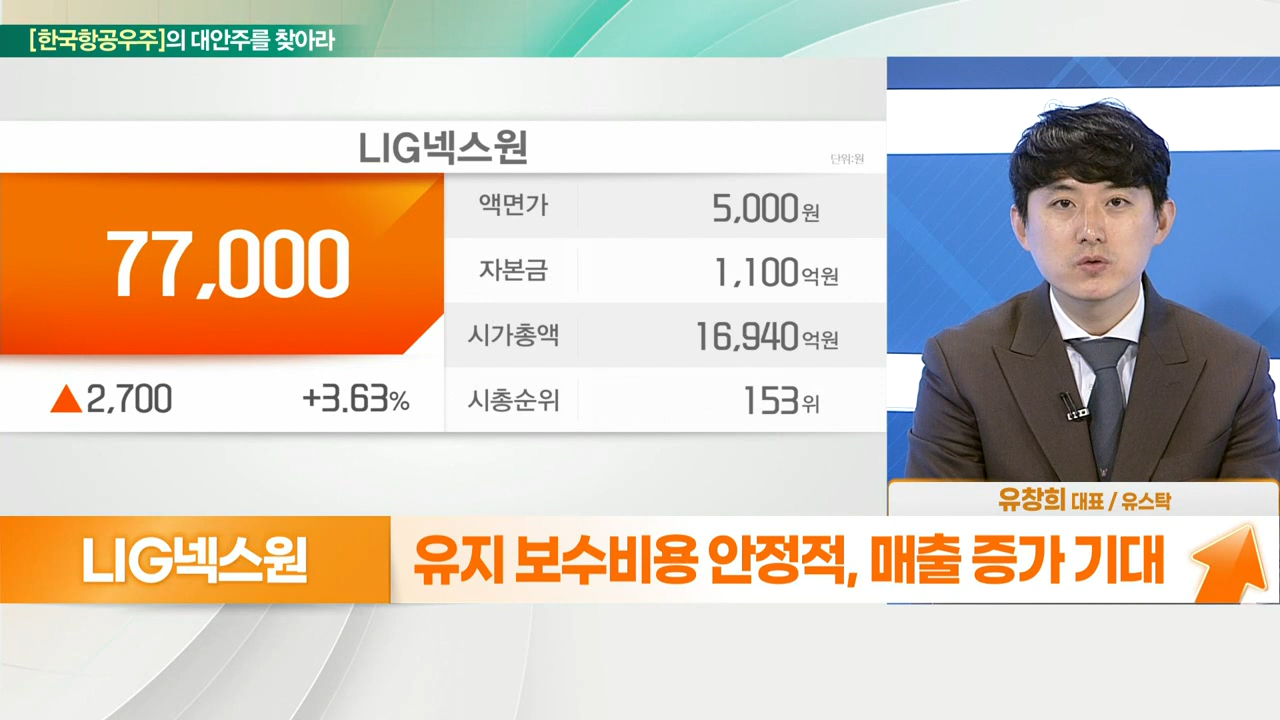 [한국항공우주]의 대안주를 찾아라
LIG넥스원
단위:원
77,000
▲2,700 +3.63%
액면가 5,000원
자본금 1,100억원
시가총액 16,940억원
시총순위 153위
유창희 대표 / 유스탁
LIG넥스원 유지 보수비용 안정적, 매출 증가 기대